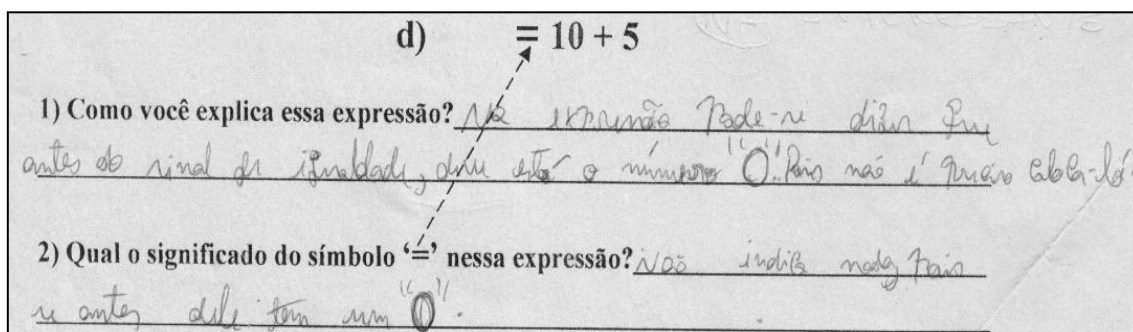 d) = 10 + 5
1) Como você explica essa expressão? Na expressão Pode-se dizer que
antes do sinal de igualdade, deve está o número "0". Pois não é preciso colocá-lo.
2) Qual o significado do símbolo ‘=’ nessa expressão? Não indica nada pois
se antes dele tem um "0".